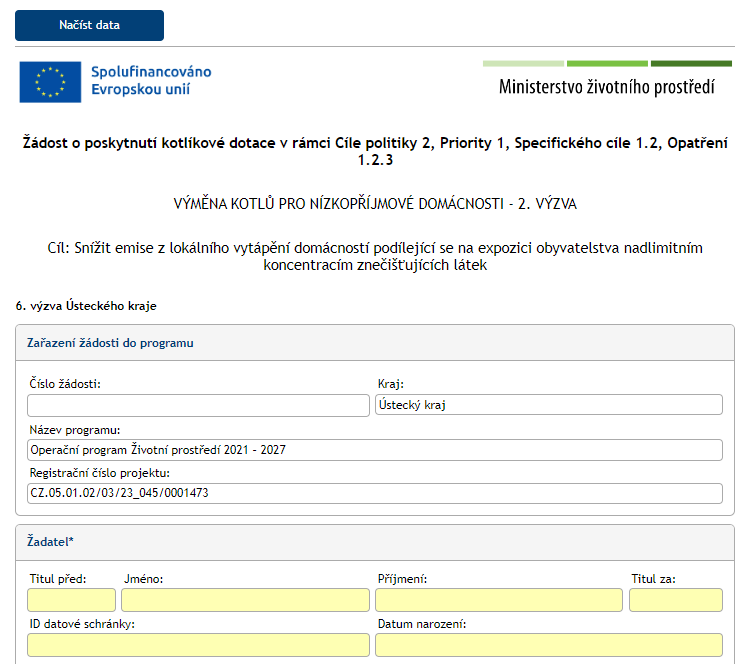 Načíst data
Spolufinancováno
Evropskou unií
Ministerstvo životního prostředí
Žádost o poskytnutí kotlíkové dotace v rámci Cíle politiky 2, Priority 1, Specifického cíle 1.2, Opatření
1.2.3
VÝMĚNA KOTLŮ PRO NÍZKOPŘÍJMOVÉ DOMÁCNOSTI - 2. VÝZVA
Cíl: Snížit emise z lokálního vytápění domácností podílející se na expozici obyvatelstva nadlimitním
koncentracím znečišťujících látek
6. výzva Ústeckého kraje
Zařazení žádosti do programu
Číslo žádosti: Kraj:
Ústecký kraj
Název programu:
Operační program Životní prostředí 2021 - 2027
Registrační číslo projektu:
CZ.05.01.02/03/23_045/0001473
Žadatel*
Titul před: Jméno: Příjmení: Titul za:
ID datové schránky: Datum narození: